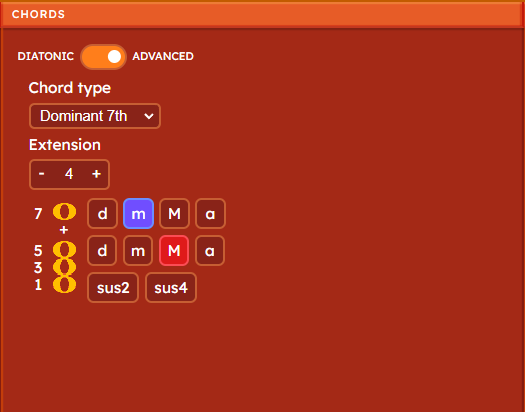 CHORDS
DIATONIC ADVANCED
Chord type
Dominant 7th
Extension
- 4 +
7 d m M a
+
5 d m M a
3
1 sus2 sus4